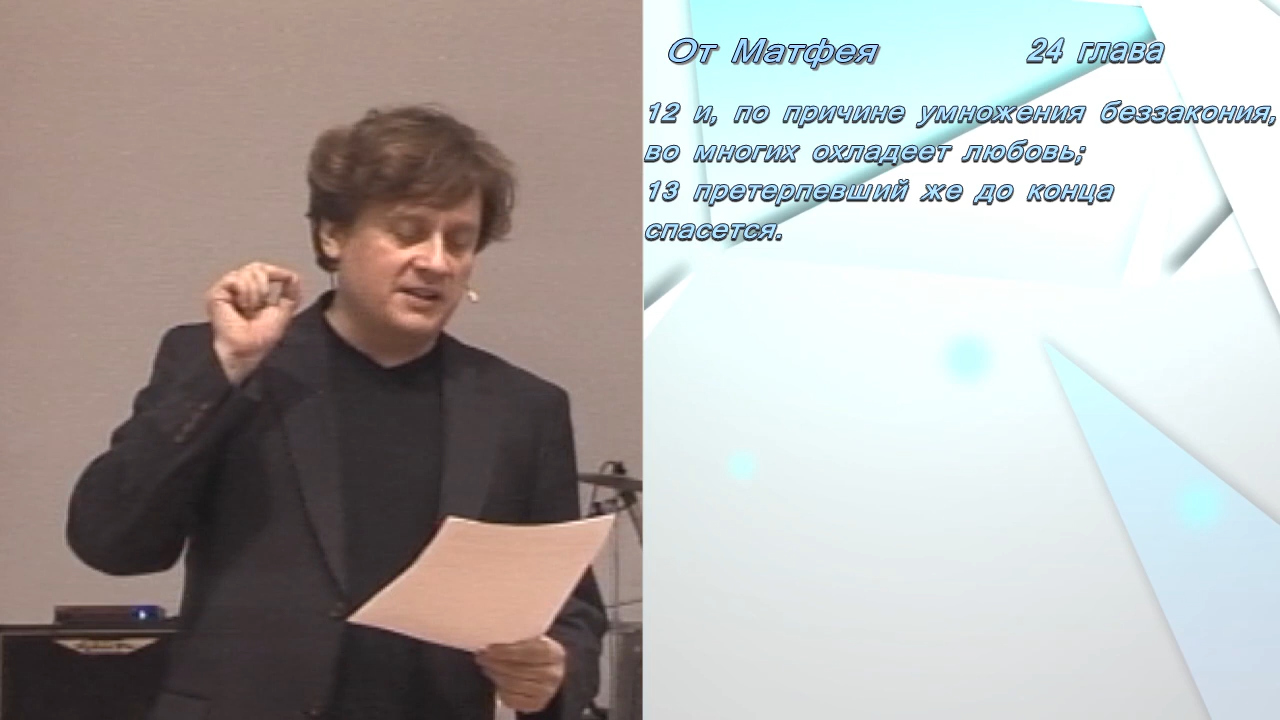 От Матфея 24 глава
12 и, по причине умножения беззакония,
во многих охладеет любовь;
13 претерпевший же до конца
спасется.